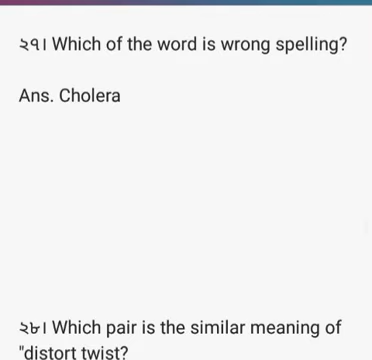 ২৭। Which of the word is wrong spelling?
Ans. Cholera
২৮। Which pair is the similar meaning of
"distort twist?